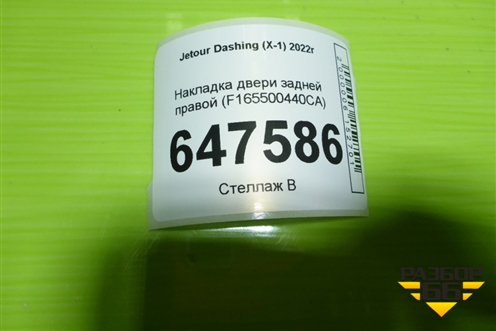 Jetour Dashing (X-1) 2022г
Накладка двери задней
правой (F165500440CA)
647586
Стеллаж В
РАЗБОР
66